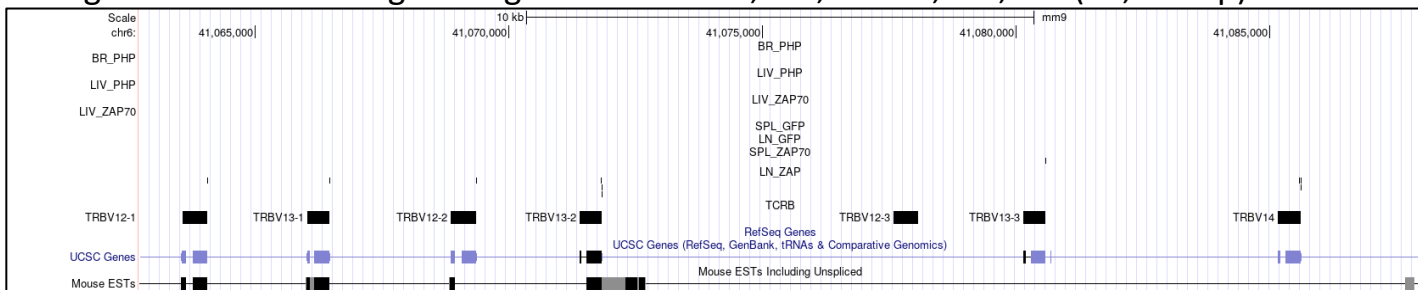 Scale 10 kb mm9
chr6: 41,065,000 41,070,000 41,075,000 41,080,000 41,085,000
BR_PHP
BR_PHP
LIV_PHP
LIV_PHP
LIV_ZAP70
LIV_ZAP70
SPL_GFP
LN_GFP
SPL_ZAP70
LN_ZAP
TCRB
TRBV12-1 TRBV13-1 TRBV12-2 TRBV13-2 TRBV12-3 TRBV13-3 TRBV14
RefSeq Genes
UCSC Genes (RefSeq, GenBank, tRNAs & Comparative Genomics)
UCSC Genes
Mouse ESTs Including Unspliced
Mouse ESTs